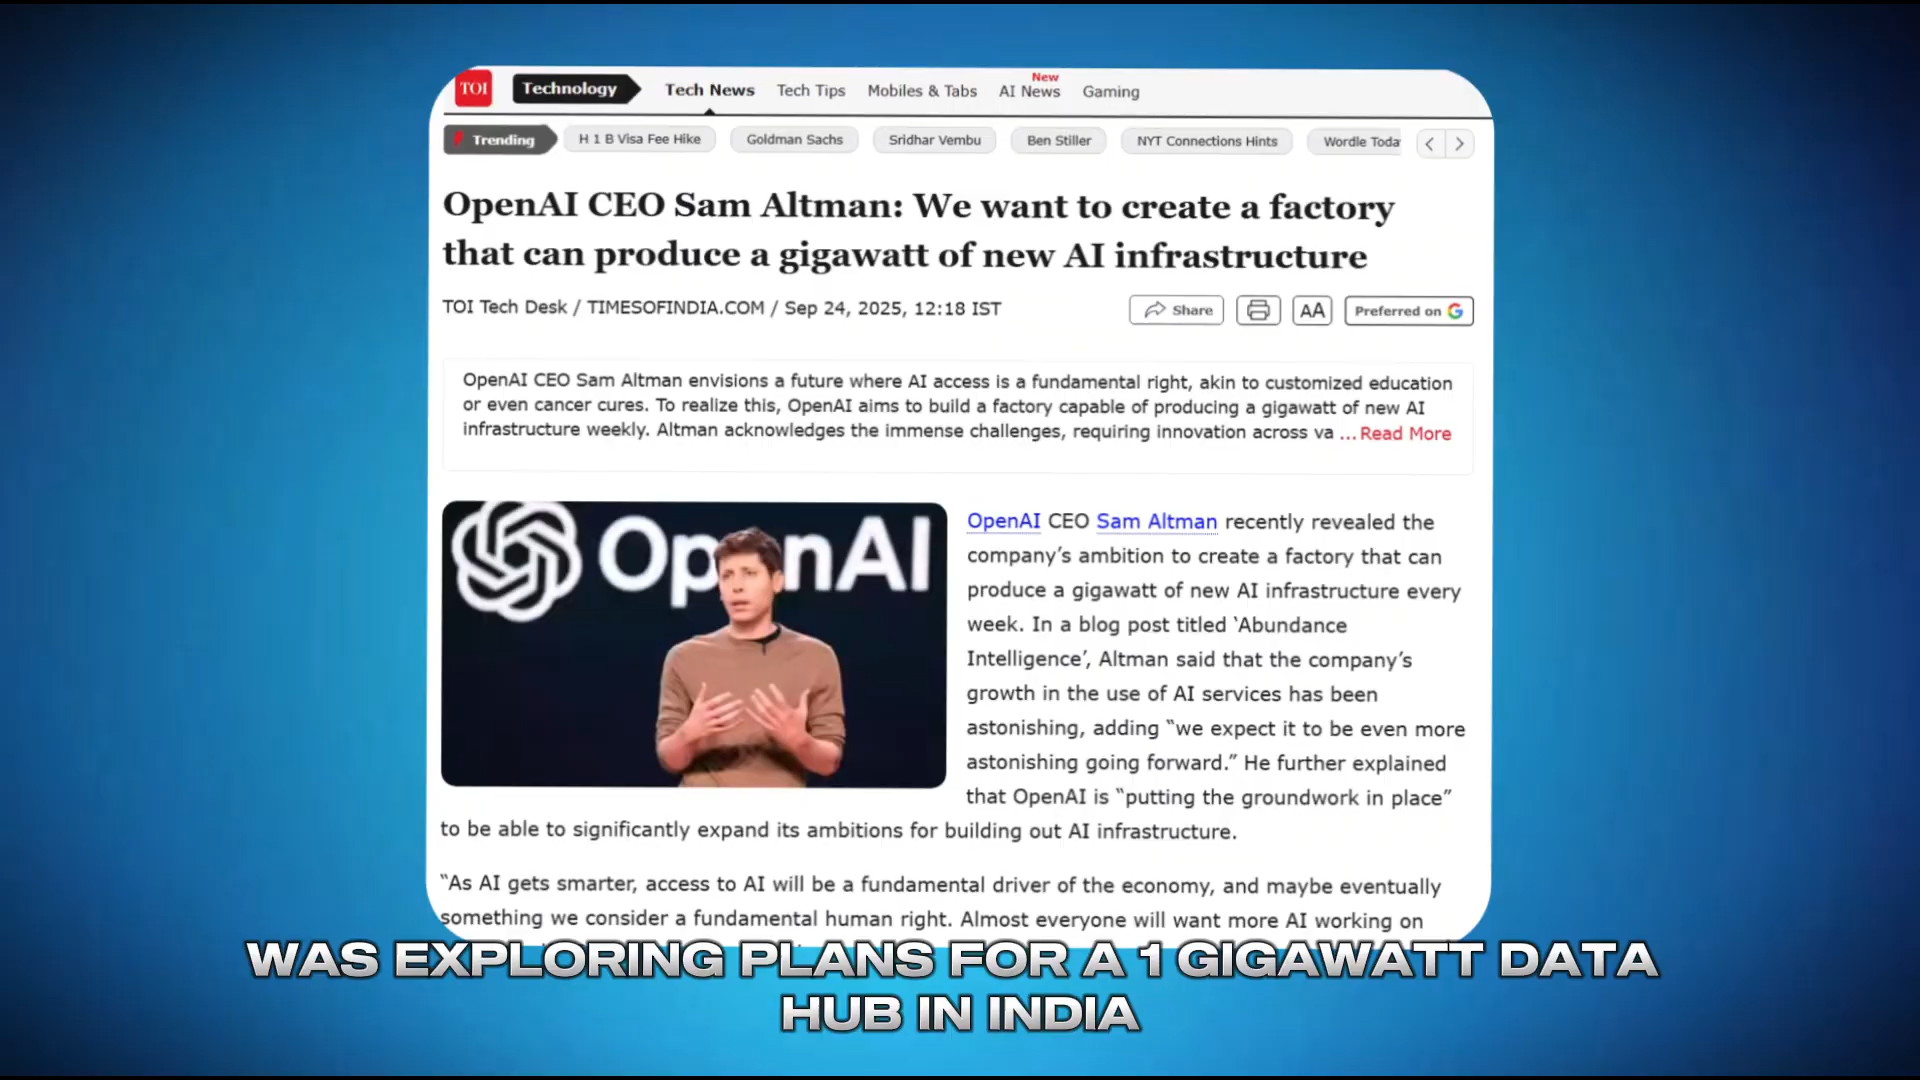 TOI Technology Tech News Tech Tips Mobiles & Tabs AI News New Gaming
Trending H 1 B Visa Fee Hike Goldman Sachs Sridhar Vembu Ben Stiller NYT Connections Hints Wordle Toda
OpenAI CEO Sam Altman: We want to create a factory
that can produce a gigawatt of new AI infrastructure
TOI Tech Desk / TIMESOFINDIA.COM / Sep 24, 2025, 12:18 IST Share AA Preferred on G
OpenAI CEO Sam Altman envisions a future where AI access is a fundamental right, akin to customized education
or even cancer cures. To realize this, OpenAI aims to build a factory capable of producing a gigawatt of new AI
infrastructure weekly. Altman acknowledges the immense challenges, requiring innovation across va ... Read More
OpenAI
OpenAI CEO Sam Altman recently revealed the
company’s ambition to create a factory that can
produce a gigawatt of new AI infrastructure every
week. In a blog post titled ‘Abundance
Intelligence’, Altman said that the company’s
growth in the use of AI services has been
astonishing, adding “we expect it to be even more
astonishing going forward.” He further explained
that OpenAI is “putting the groundwork in place”
to be able to significantly expand its ambitions for building out AI infrastructure.
“As AI gets smarter, access to AI will be a fundamental driver of the economy, and maybe eventually
something we consider a fundamental human right. Almost everyone will want more AI working on
WAS EXPLORING PLANS FOR A 1 GIGAWATT DATA
HUB IN INDIA